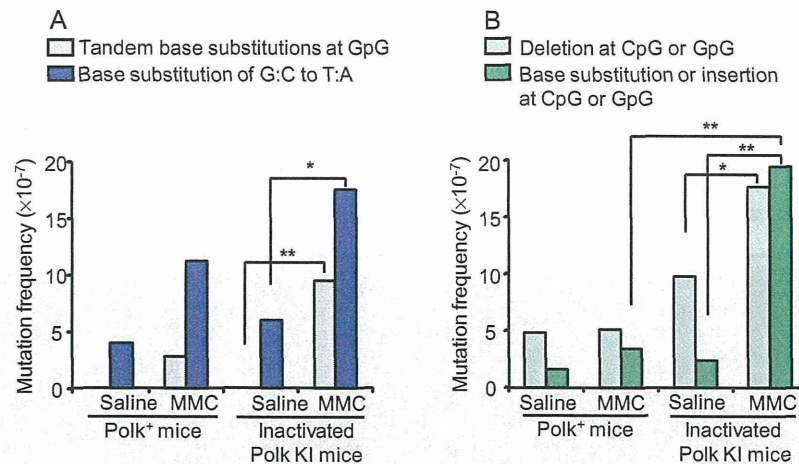 A
Tandem base substitutions at GpG
Base substitution of G:C to T:A
Mutation frequency (×10-7)
20
15
10
5
0
*
**
Saline MMC
Polk+ mice
Saline MMC
Inactivated
Polk KI mice
B
Deletion at CpG or GpG
Base substitution or insertion
at CpG or GpG
Mutation frequency (×10-7)
20
15
10
5
0
**
**
*
Saline MMC
Polk+ mice
Saline MMC
Inactivated
Polk KI mice